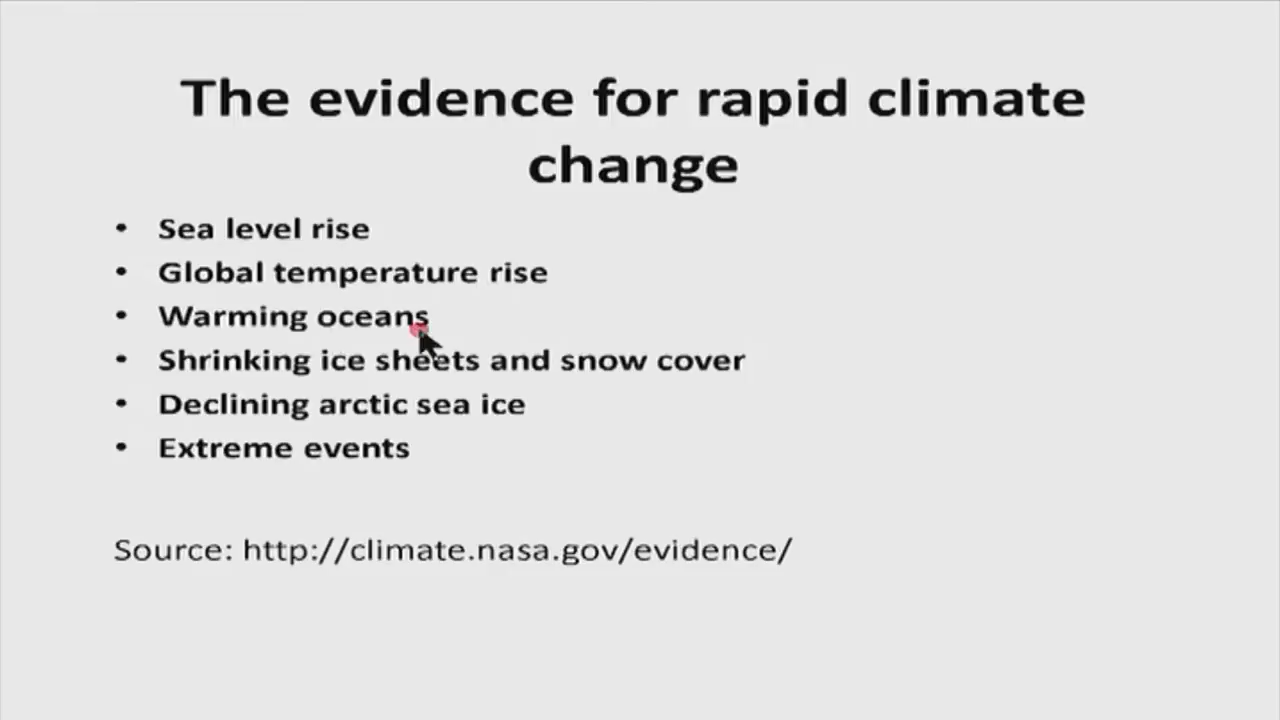 The evidence for rapid climate
change
• Sea level rise
• Global temperature rise
• Warming oceans
• Shrinking ice sheets and snow cover
• Declining arctic sea ice
• Extreme events
Source: http://climate.nasa.gov/evidence/